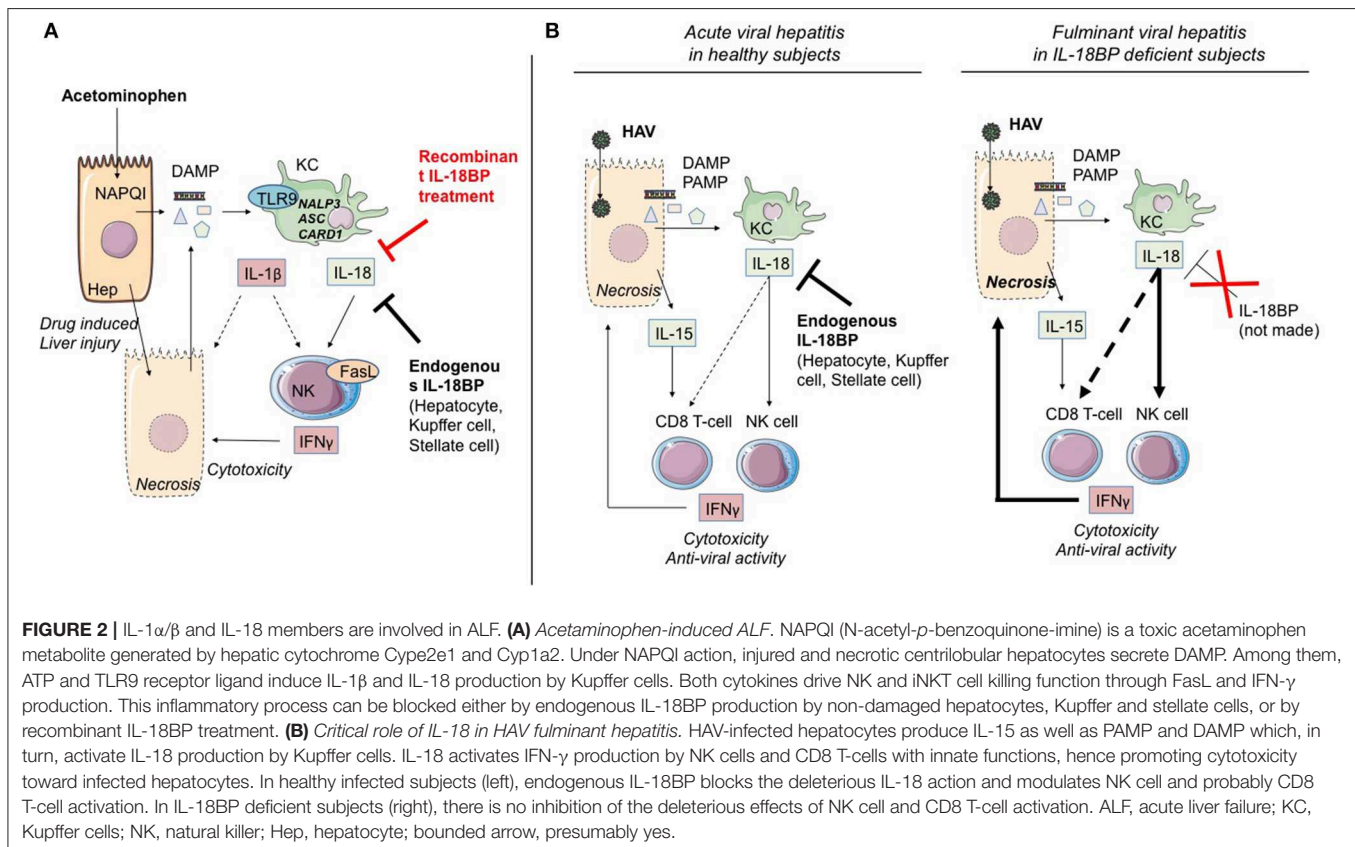 A
Acetominophen
NAPQI
Hep
DAMP
KC
TLR9
NALP3
ASC
CARD1
Recombinan
t IL-18BP
treatment
IL-1β
IL-18
Drug induced
Liver injury
NK
FasL
IFNγ
Endogenou
s IL-18BP
(Hepatocyte,
Kupffer cell,
Stellate cell)
Cytotoxicity
Necrosis
B
Acute viral hepatitis
in healthy subjects
HAV
DAMP
PAMP
KC
IL-18
Necrosis
IL-15
Endogenous
IL-18BP
(Hepatocyte, Kupffer
cell, Stellate cell)
CD8 T-cell
NK cell
IFNγ
Cytotoxicity
Anti-viral activity
Fulminant viral hepatitis
in IL-18BP deficient subjects
HAV
DAMP
PAMP
KC
IL-18
Necrosis
IL-15
IL-18BP
(not made)
CD8 T-cell
NK cell
IFNγ
Cytotoxicity
Anti-viral activity
FIGURE 2 | IL-1α/β and IL-18 members are involved in ALF. (A) Acetaminophen-induced ALF. NAPQI (N-acetyl-p-benzoquinone-imine) is a toxic acetaminophen
metabolite generated by hepatic cytochrome Cype2e1 and Cyp1a2. Under NAPQI action, injured and necrotic centrilobular hepatocytes secrete DAMP. Among them,
ATP and TLR9 receptor ligand induce IL-1β and IL-18 production by Kupffer cells. Both cytokines drive NK and iNKT cell killing function through FasL and IFN-γ
production. This inflammatory process can be blocked either by endogenous IL-18BP production by non-damaged hepatocytes, Kupffer and stellate cells, or by
recombinant IL-18BP treatment. (B) Critical role of IL-18 in HAV fulminant hepatitis. HAV-infected hepatocytes produce IL-15 as well as PAMP and DAMP which, in
turn, activate IL-18 production by Kupffer cells. IL-18 activates IFN-γ production by NK cells and CD8 T-cells with innate functions, hence promoting cytotoxicity
toward infected hepatocytes. In healthy infected subjects (left), endogenous IL-18BP blocks the deleterious IL-18 action and modulates NK cell and probably CD8
T-cell activation. In IL-18BP deficient subjects (right), there is no inhibition of the deleterious effects of NK cell and CD8 T-cell activation. ALF, acute liver failure; KC,
Kupffer cells; NK, natural killer; Hep, hepatocyte; bounded arrow, presumably yes.